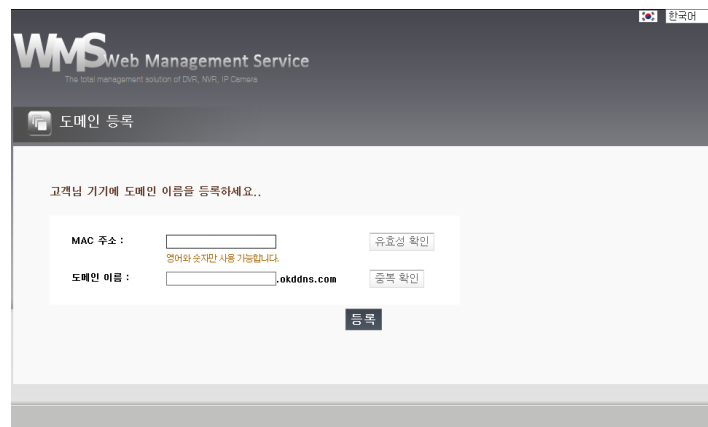 한국어
WMS Web Management Service
The total management solution of DVR, NVR, IP Camera
도메인 등록
고객님 기기에 도메인 이름을 등록하세요..
MAC 주소 : 유효성 확인
영어와 숫자만 사용 가능합니다.
도메인 이름 : .okddns.com 중복 확인
등록